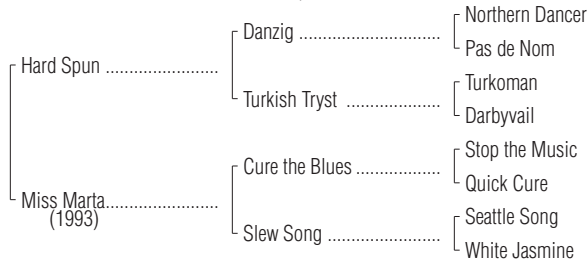 Northern Dancer
Danzig ..............................
Pas de Nom
Hard Spun ........................
Turkoman
Turkish Tryst ....................
Darbyvail
Stop the Music
Cure the Blues ..................
Quick Cure
Miss Marta........................
(1993)
Seattle Song
Slew Song ........................
White Jasmine